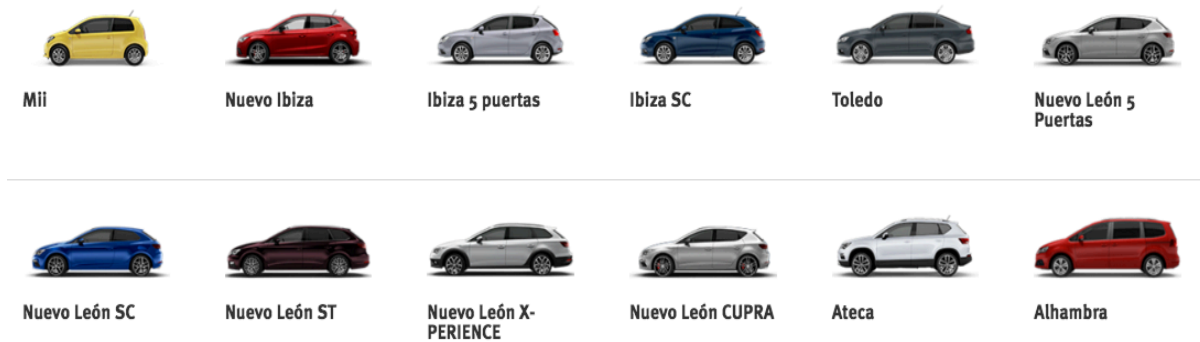 Mii
Nuevo Ibiza
Ibiza 5 puertas
Ibiza SC
Toledo
Nuevo León 5
Puertas
Nuevo León SC
Nuevo León ST
Nuevo León X-
PERIENCE
Nuevo León CUPRA
Ateca
Alhambra